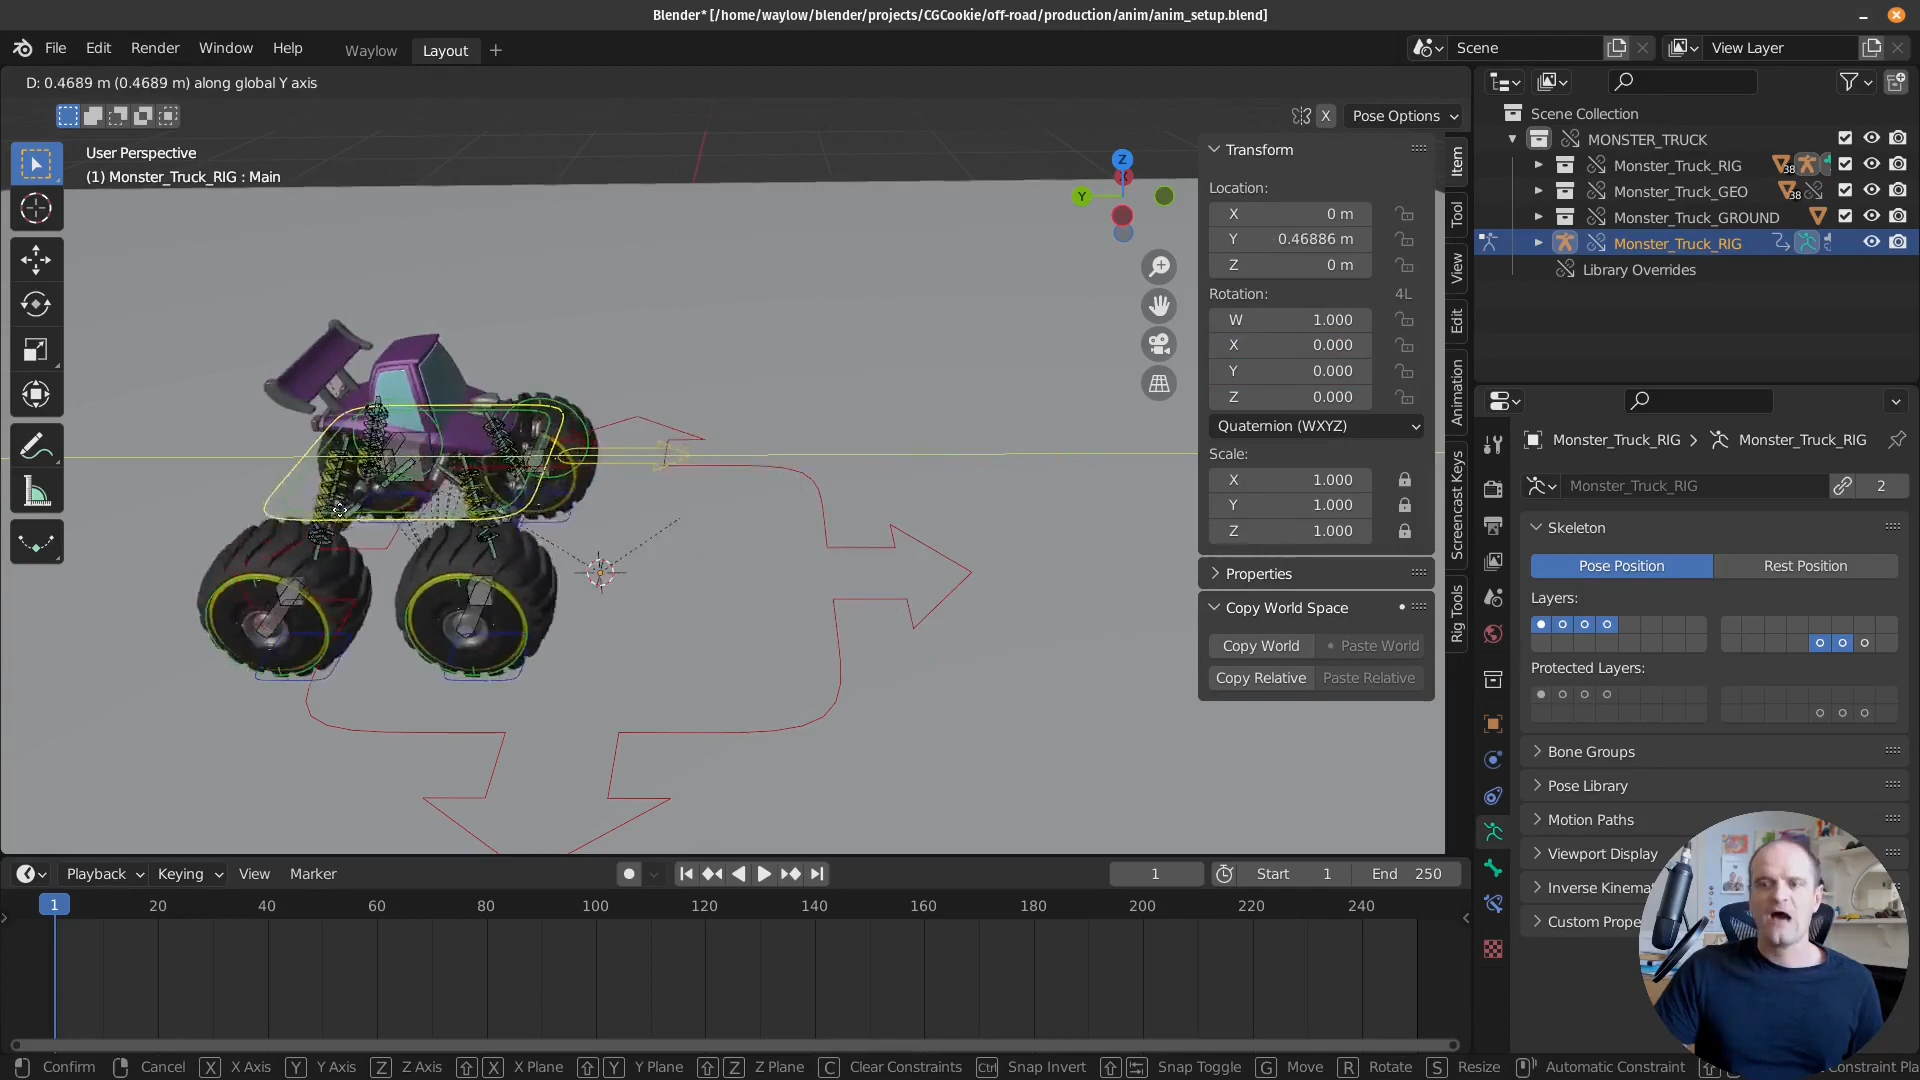 Blender* [/home/waylow/blender/projects/CGCookie/off-road/production/anim/anim_setup.blend]
File Edit Render Window Help Waylow Layout + Scene View Layer
D: 0.4689 m (0.4689 m) along global Y axis
X Pose Options
User Perspective
(1) Monster_Truck_RIG : Main
Z
Y
Transform
Location:
X 0 m
Y 0.46886 m
Z 0 m
Rotation: 4L
W 1.000
X 0.000
Y 0.000
Z 0.000
Quaternion (WXYZ)
Scale:
X 1.000
Y 1.000
Z 1.000
Properties
Copy World Space
Copy World Paste World
Copy Relative Paste Relative
Item
Tool
View
Edit
Animation
Screencast Keys
Rig Tools
Scene Collection
MONSTER_TRUCK
Monster_Truck_RIG 38
Monster_Truck_GEO 38
Monster_Truck_GROUND
Monster_Truck_RIG
Library Overrides
Monster_Truck_RIG Monster_Truck_RIG
Monster_Truck_RIG 2
Skeleton
Pose Position Rest Position
Layers:
Protected Layers:
Bone Groups
Pose Library
Motion Paths
Viewport Display
Inverse Kinema
Custom Prope
Playback Keying View Marker 1 Start 1 End 250
1 20 40 60 80 100 120 140 160 180 200 220 240
Confirm Cancel X X Axis Y Y Axis Z Z Axis X X Plane Y Y Plane Z Z Plane C Clear Constraints Ctrl Snap Invert Snap Toggle G Move R Rotate S Resize Automatic Constraint Constraint Pla